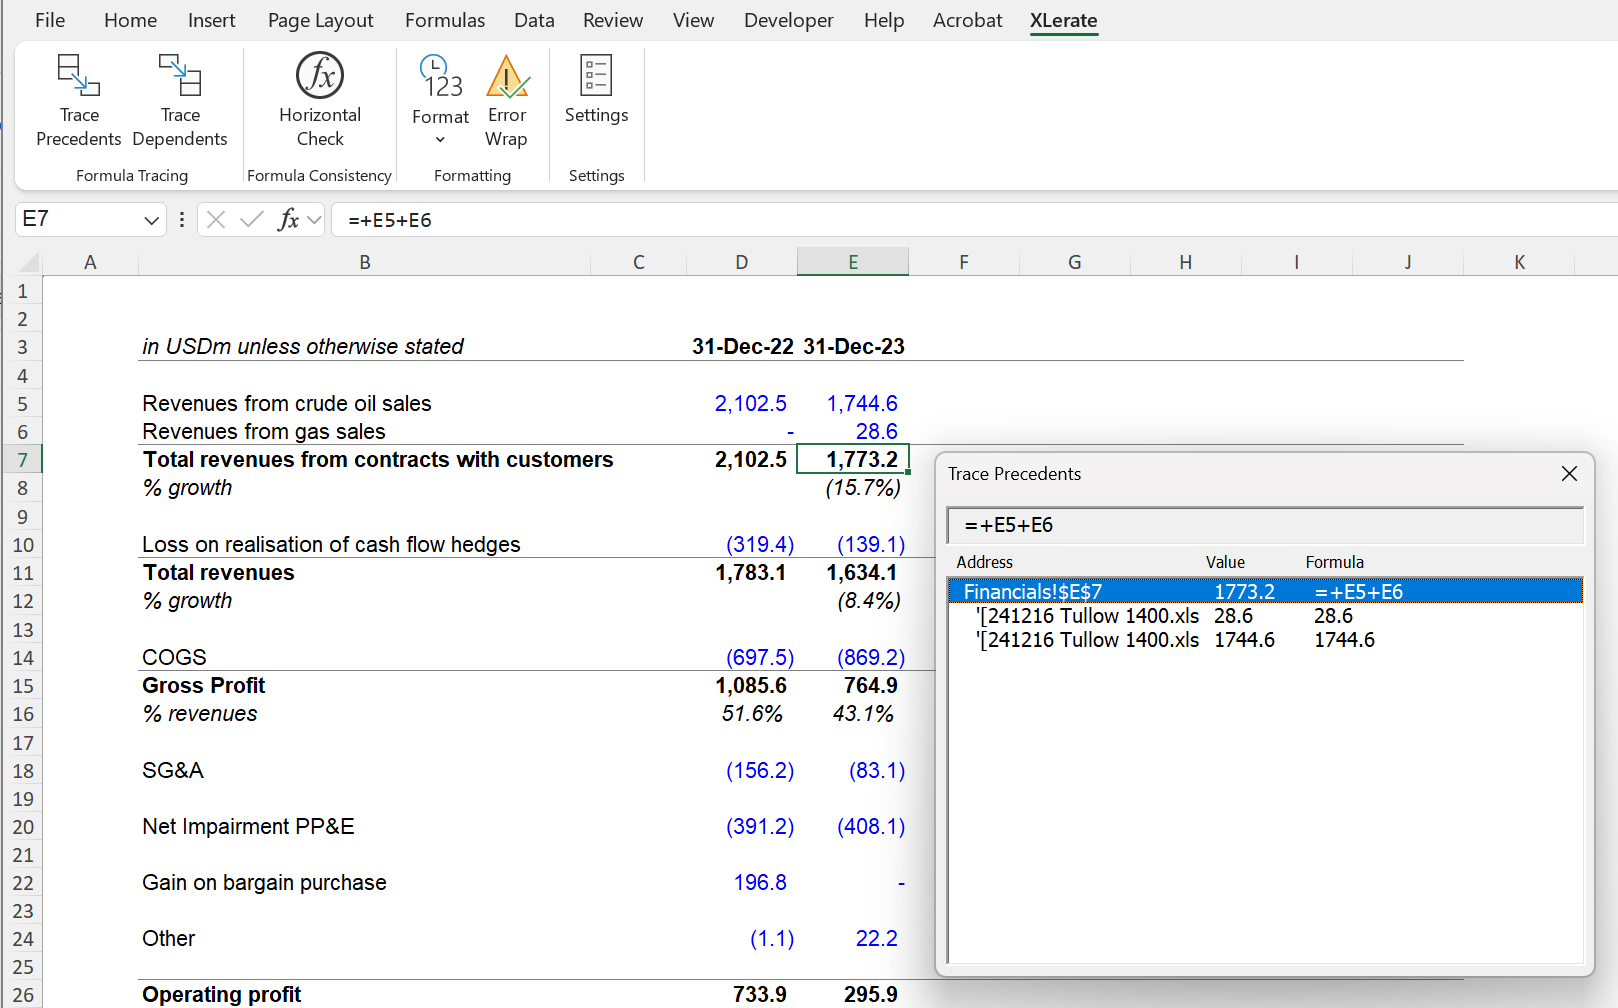 File Home Insert Page Layout Formulas Data Review View Developer Help Acrobat XLerate
Trace Precedents
Trace Dependents
Formula Tracing
Horizontal Check
Formula Consistency
123
Format
Error Wrap
Formatting
Settings
Settings
E7 fx =+E5+E6
A B C D E F G H I J K
1
2
3 in USDm unless otherwise stated 31-Dec-22 31-Dec-23
4
5 Revenues from crude oil sales 2,102.5 1,744.6
6 Revenues from gas sales - 28.6
7 Total revenues from contracts with customers 2,102.5 1,773.2
8 % growth (15.7%)
9
10 Loss on realisation of cash flow hedges (319.4) (139.1)
11 Total revenues 1,783.1 1,634.1
12 % growth (8.4%)
13
14 COGS (697.5) (869.2)
15 Gross Profit 1,085.6 764.9
16 % revenues 51.6% 43.1%
17
18 SG&A (156.2) (83.1)
19
20 Net Impairment PP&E (391.2) (408.1)
21
22 Gain on bargain purchase 196.8 -
23
24 Other (1.1) 22.2
25
26 Operating profit 733.9 295.9
Trace Precedents
=+E5+E6
Address Value Formula
Financials!$E$7 1773.2 =+E5+E6
'[241216 Tullow 1400.xls 28.6 28.6
'[241216 Tullow 1400.xls 1744.6 1744.6